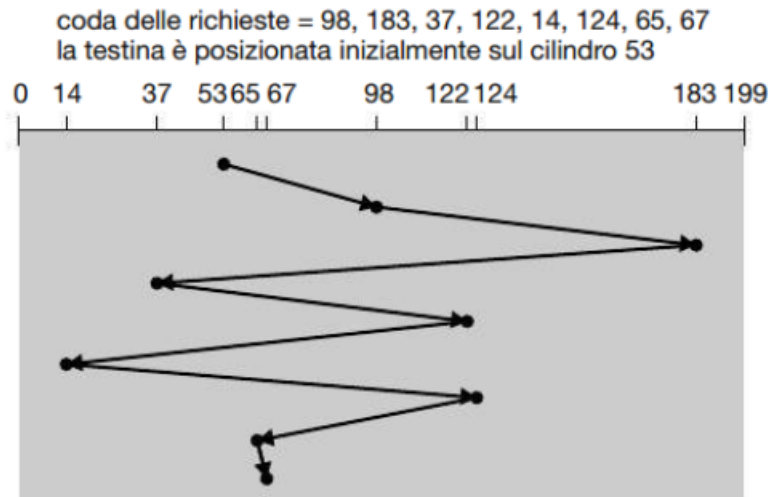 coda delle richieste = 98, 183, 37, 122, 14, 124, 65, 67
la testina è posizionata inizialmente sul cilindro 53
0 14 37 53 65 67 98 122 124 183 199